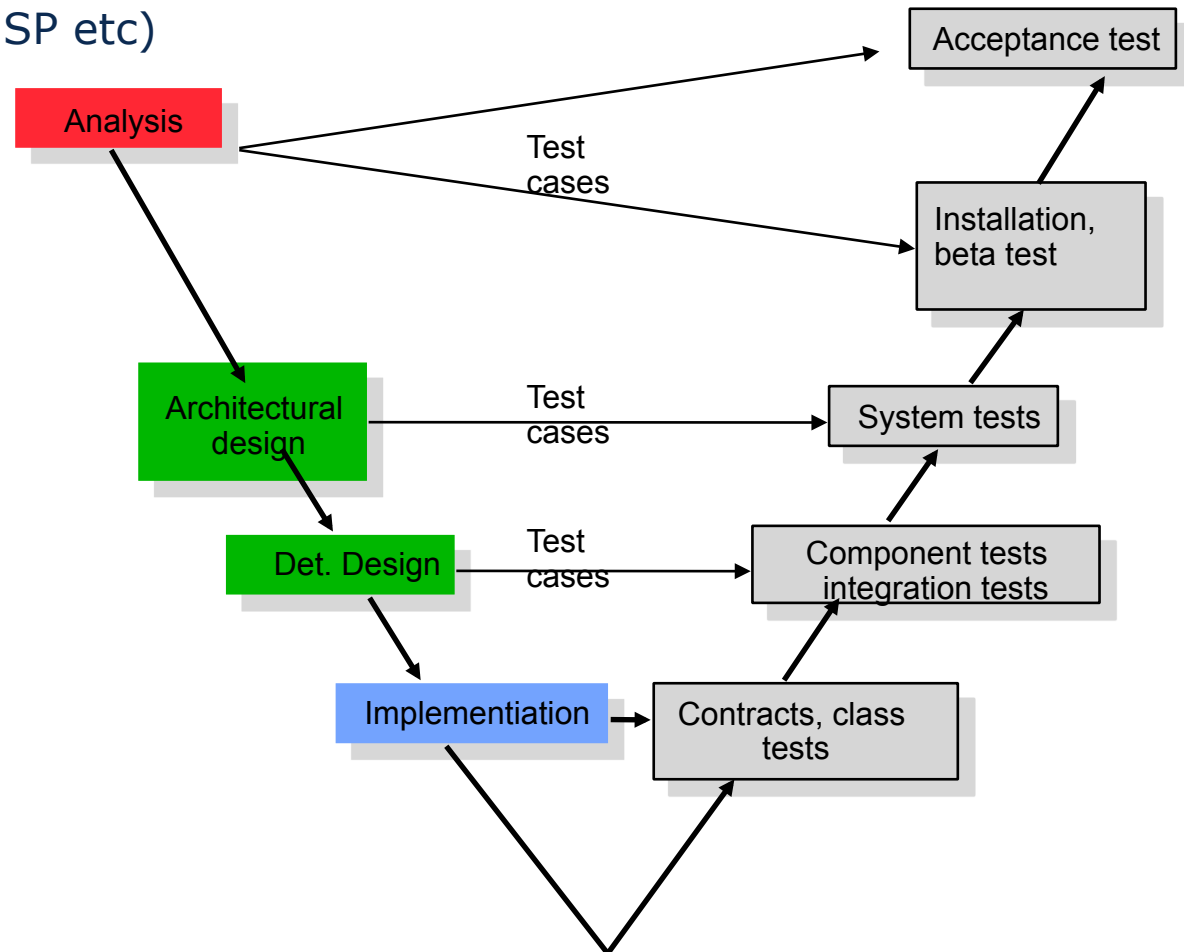 SP etc)
Acceptance test
Analysis
Test
cases
Installation,
beta test
Architectural
design
Test
cases
System tests
Det. Design
Test
cases
Component tests
integration tests
Implementiation
Contracts, class
tests